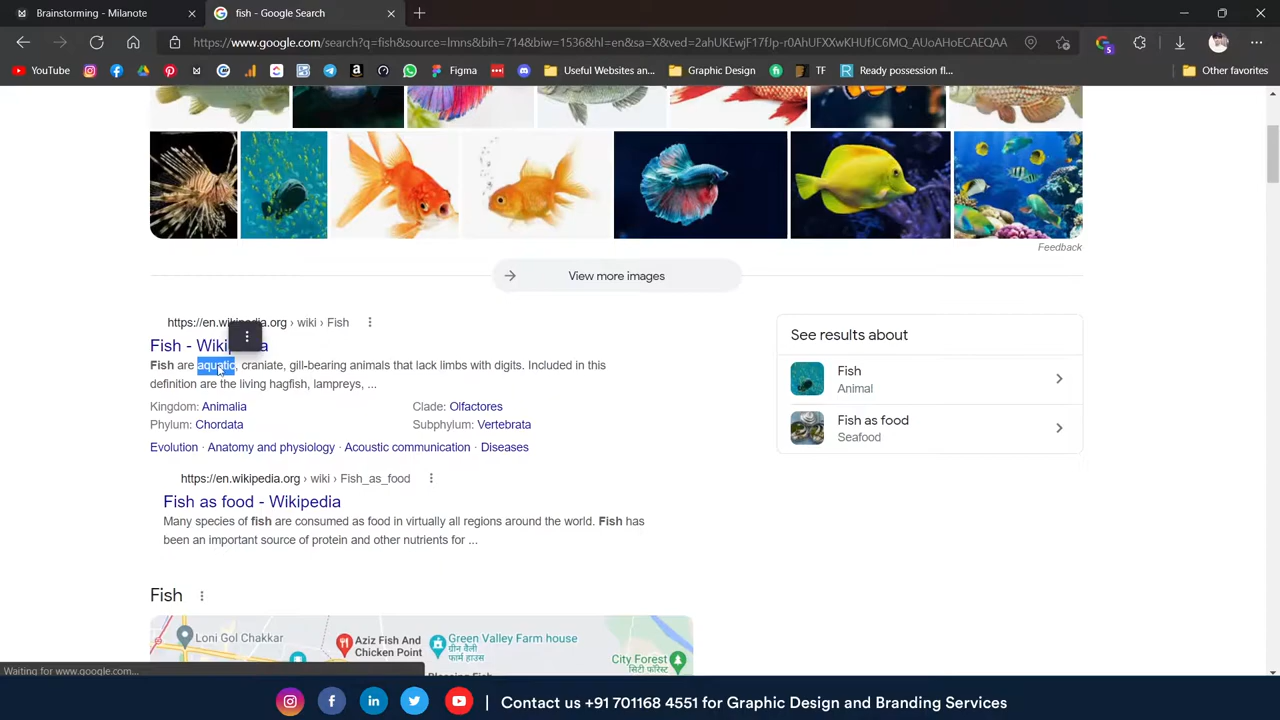 Brainstorming - Milanote
fish - Google Search
https://www.google.com/search?q=fish&source=lmns&bih=714&biw=1536&hl=en&sa=X&ved=2ahUKEwjF17fJp-r0AhUFXXwKHUfJC6MQ_AUoAHoECAEQAA
YouTube
Figma
Useful Websites an...
Graphic Design
TF
Ready possession fl...
Other favorites
Feedback
View more images
https://en.wikipedia.org › wiki › Fish
Fish - Wikipedia
Fish are aquatic, craniate, gill-bearing animals that lack limbs with digits. Included in this
definition are the living hagfish, lampreys, ...
Kingdom: Animalia
Clade: Olfactores
Phylum: Chordata
Subphylum: Vertebrata
Evolution · Anatomy and physiology · Acoustic communication · Diseases
See results about
Fish
Animal
Fish as food
Seafood
https://en.wikipedia.org › wiki › Fish_as_food
Fish as food - Wikipedia
Many species of fish are consumed as food in virtually all regions around the world. Fish has
been an important source of protein and other nutrients for ...
Fish
Loni Gol Chakkar
Aziz Fish And
Chicken Point
Green Valley Farm house
ग्रीन वैली
फार्म हाउस
City Forest
सिटी फॉरेस्ट
Waiting for www.google.com...
| Contact us +91 701168 4551 for Graphic Design and Branding Services